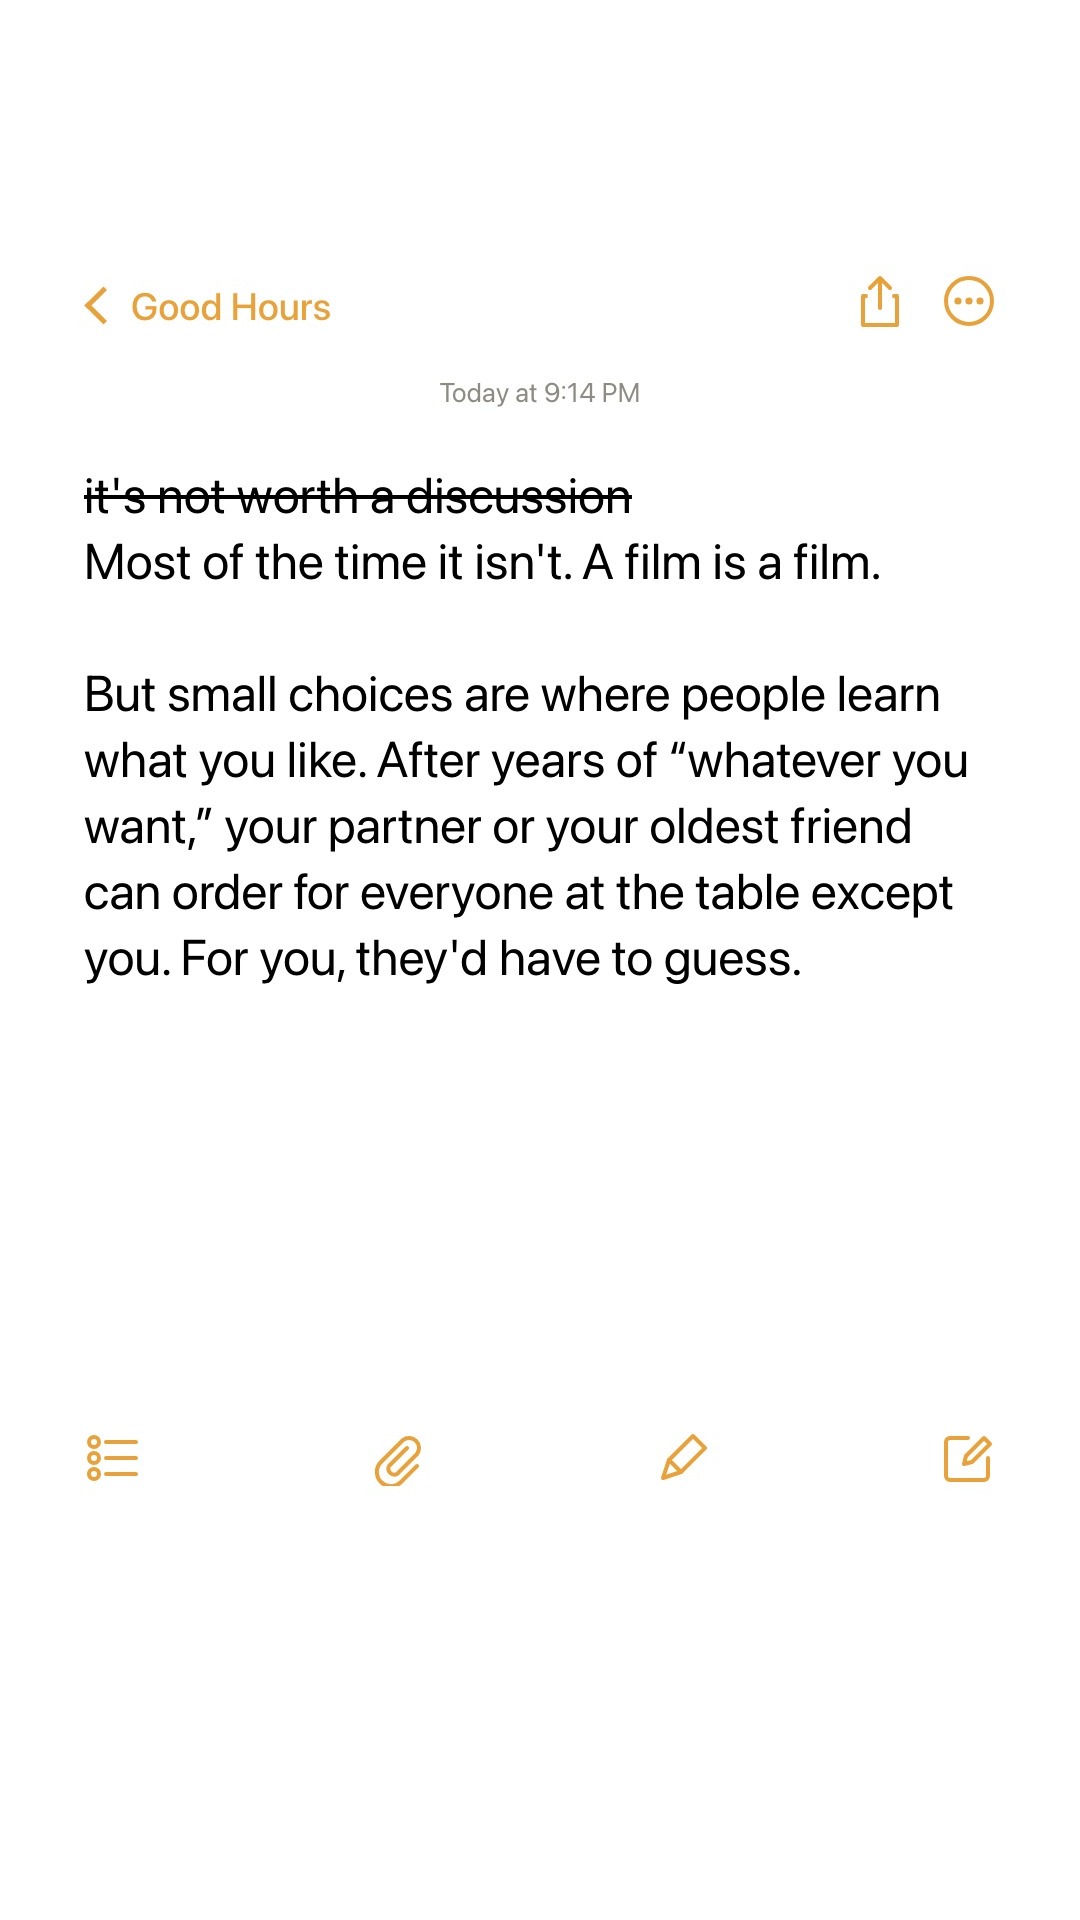 Good Hours
Today at 9:14 PM
it's not worth a discussion
Most of the time it isn't. A film is a film.
But small choices are where people learn
what you like. After years of “whatever you
want,” your partner or your oldest friend
can order for everyone at the table except
you. For you, they'd have to guess.